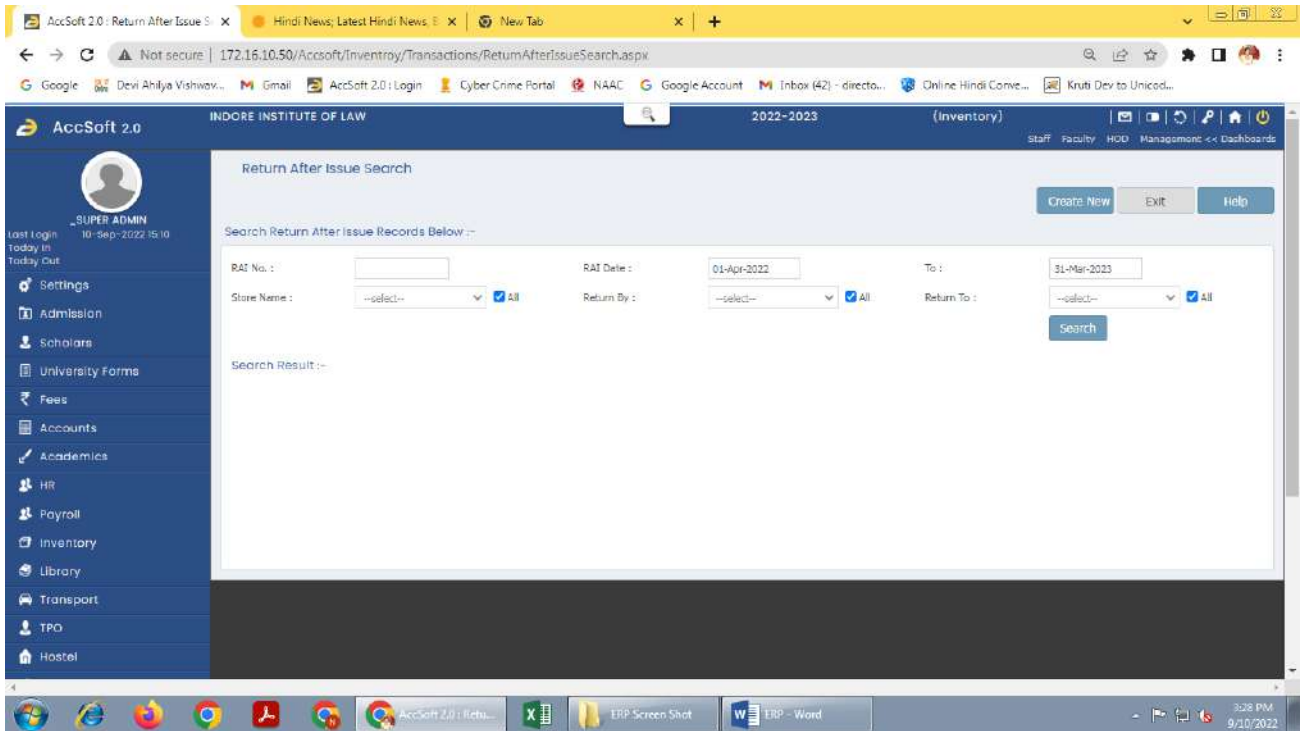 AccSoft 2.0 : Return After Issue S
Hindi News; Latest Hindi News,
New Tab
Not secure | 172.16.10.50/Accsoft/Inventroy/Transactions/ReturnAfterIssueSearch.aspx
Google
Devi Ahilya Vishwav...
Gmail
AccSoft 2.0 : Login
Cyber Crime Portal
NAAC
Google Account
Inbox (42) - directo...
Online Hindi Conve...
Kruti Dev to Unicod...
AccSoft 2.0
INDORE INSTITUTE OF LAW
2022-2023
(Inventory)
Staff Faculty HOD Management << Dashboards
_SUPER ADMIN
Last Login 10-Sep-2022 15:10
Today In
Today Out
Settings
Admission
Scholars
University Forms
Fees
Accounts
Academics
HR
Payroll
Inventory
Library
Transport
TPO
Hostel
Return After Issue Search
Create New
Exit
Help
Search Return After Issue Records Below :-
RAI No. :
RAI Date :
01-Apr-2022
To :
31-Mar-2023
Store Name :
--select--
All
Return By :
--select--
All
Return To :
--select--
All
Search
Search Result :-
AccSoft 2.0 : Retu...
ERP Screen Shot
ERP - Word
3:28 PM
9/10/2022